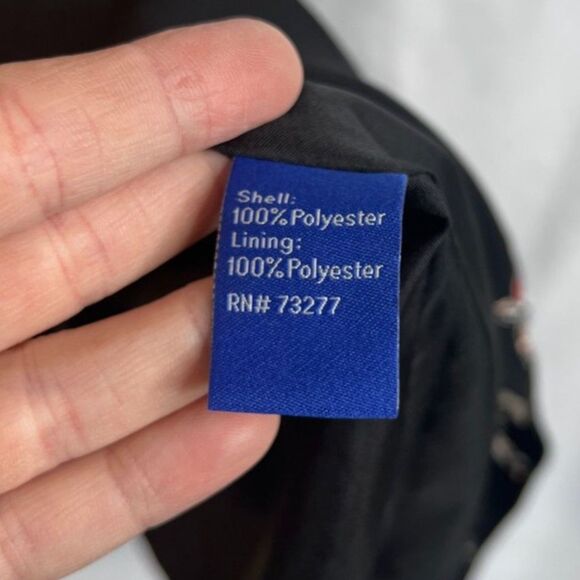 Shell:
100%Polyester
Lining:
100%Polyester
RN# 73277